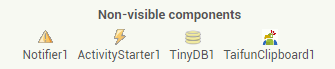 Non-visible components
Notifier1 ActivityStarter1 TinyDB1 TaifunClipboard1